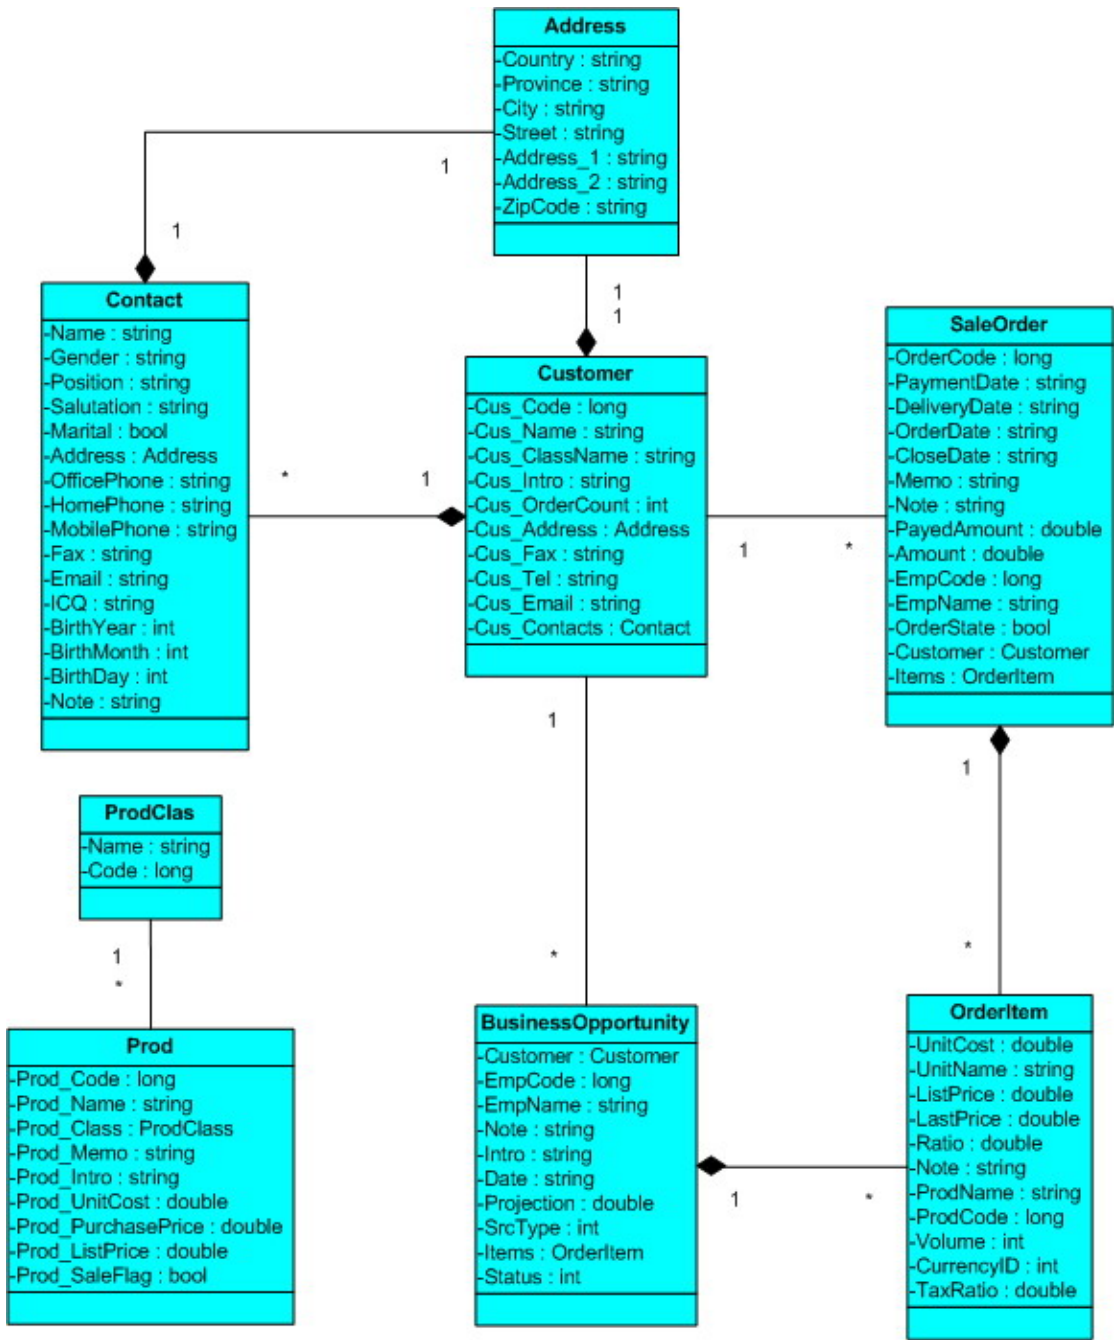 Address
-Country : string
-Province : string
-City : string
-Street : string
-Address_1 : string
-Address_2 : string
-ZipCode : string
1
1
1
1
Contact
-Name : string
-Gender : string
-Position : string
-Salutation : string
-Marital : bool
-Address : Address
-OfficePhone : string
-HomePhone : string
-MobilePhone : string
-Fax : string
-Email : string
-ICQ : string
-BirthYear : int
-BirthMonth : int
-BirthDay : int
-Note : string
*
1
Customer
-Cus_Code : long
-Cus_Name : string
-Cus_ClassName : string
-Cus_Intro : string
-Cus_OrderCount : int
-Cus_Address : Address
-Cus_Fax : string
-Cus_Tel : string
-Cus_Email : string
-Cus_Contacts : Contact
1
*
SaleOrder
-OrderCode : long
-PaymentDate : string
-DeliveryDate : string
-OrderDate : string
-CloseDate : string
-Memo : string
-Note : string
-PayedAmount : double
-Amount : double
-EmpCode : long
-EmpName : string
-OrderState : bool
-Customer : Customer
-Items : OrderItem
1
*
1
*
ProdClas
-Name : string
-Code : long
1
*
Prod
-Prod_Code : long
-Prod_Name : string
-Prod_Class : ProdClass
-Prod_Memo : string
-Prod_Intro : string
-Prod_UnitCost : double
-Prod_PurchasePrice : double
-Prod_ListPrice : double
-Prod_SaleFlag : bool
BusinessOpportunity
-Customer : Customer
-EmpCode : long
-EmpName : string
-Note : string
-Intro : string
-Date : string
-Projection : double
-SrcType : int
-Items : OrderItem
-Status : int
1
*
OrderItem
-UnitCost : double
-UnitName : string
-ListPrice : double
-LastPrice : double
-Ratio : double
-Note : string
-ProdName : string
-ProdCode : long
-Volume : int
-CurrencyID : int
-TaxRatio : double